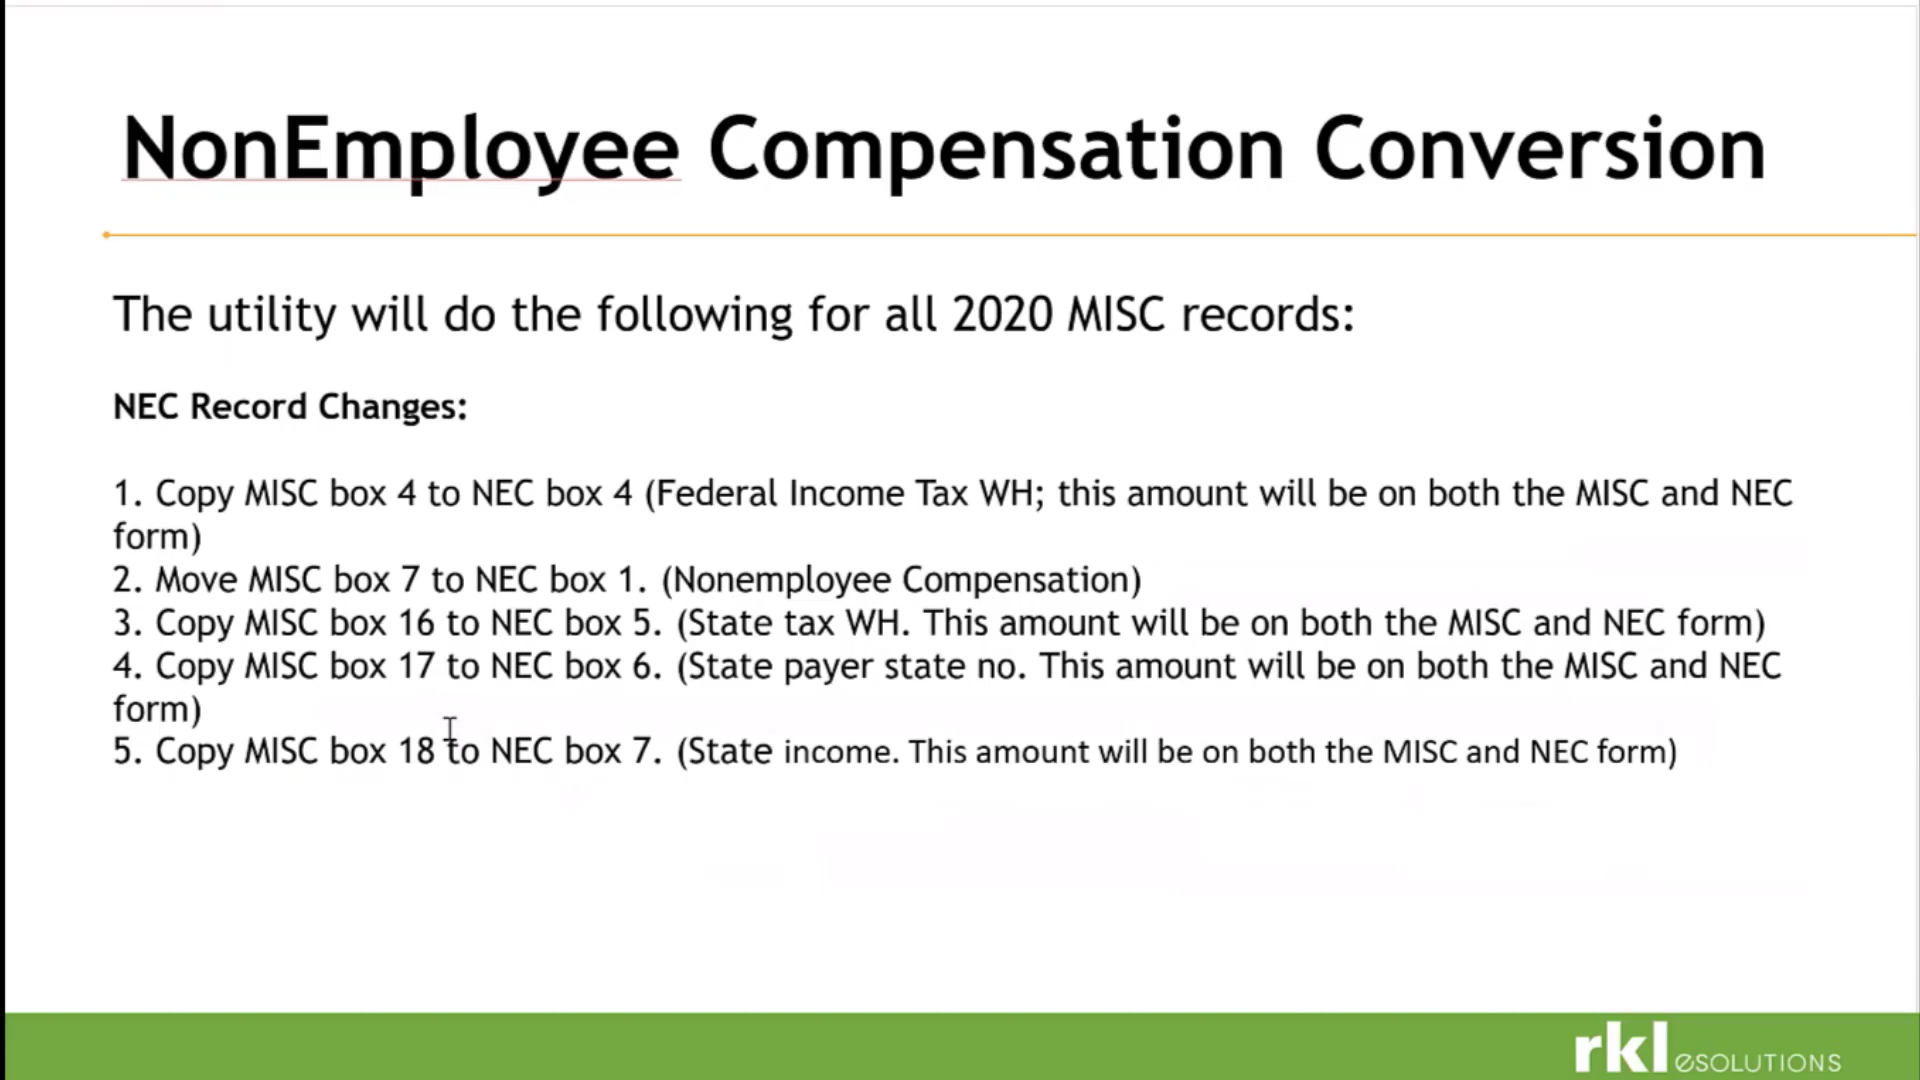 NonEmployee Compensation Conversion
The utility will do the following for all 2020 MISC records:
NEC Record Changes:
1. Copy MISC box 4 to NEC box 4 (Federal Income Tax WH; this amount will be on both the MISC and NEC
form)
2. Move MISC box 7 to NEC box 1. (Nonemployee Compensation)
3. Copy MISC box 16 to NEC box 5. (State tax WH. This amount will be on both the MISC and NEC form)
4. Copy MISC box 17 to NEC box 6. (State payer state no. This amount will be on both the MISC and NEC
form)
5. Copy MISC box 18 to NEC box 7. (State income. This amount will be on both the MISC and NEC form)
rkl eSOLUTIONS